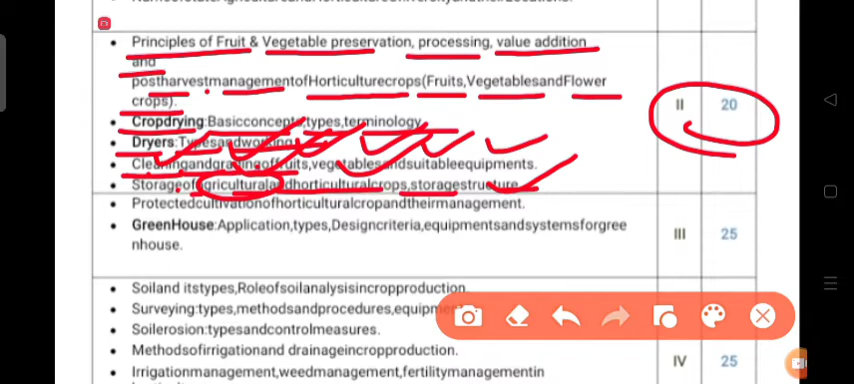 Principles of Fruit & Vegetable preservation, processing, value addition
and
postharvestmanagementofHorticulturecrops(Fruits,VegetablesandFlower
crops).
Cropdrying:Basicconcepts,types,terminology
Dryers:Typesandworking
Cleaningandgradingoffruits,vegetablesandsuitableequipments.
Storageofagriculturalandhorticulturalcrops,storagestructure
II 20
Protectedcultivationofhorticulturalcropandtheirmanagement.
GreenHouse:Application,types,Designcriteria,equipmentsandsystemsforgree
nhouse.
III 25
Soiland itstypes,Roleofsoilanalysisincropproduction.
Surveying:types,methodsandprocedures,
Soilerosion:typesandcontrolmeasures.
Methodsofirrigationand drainageincropproduction.
Irrigationmanagement,weedmanagement,fertilitymanagementin
IV 25